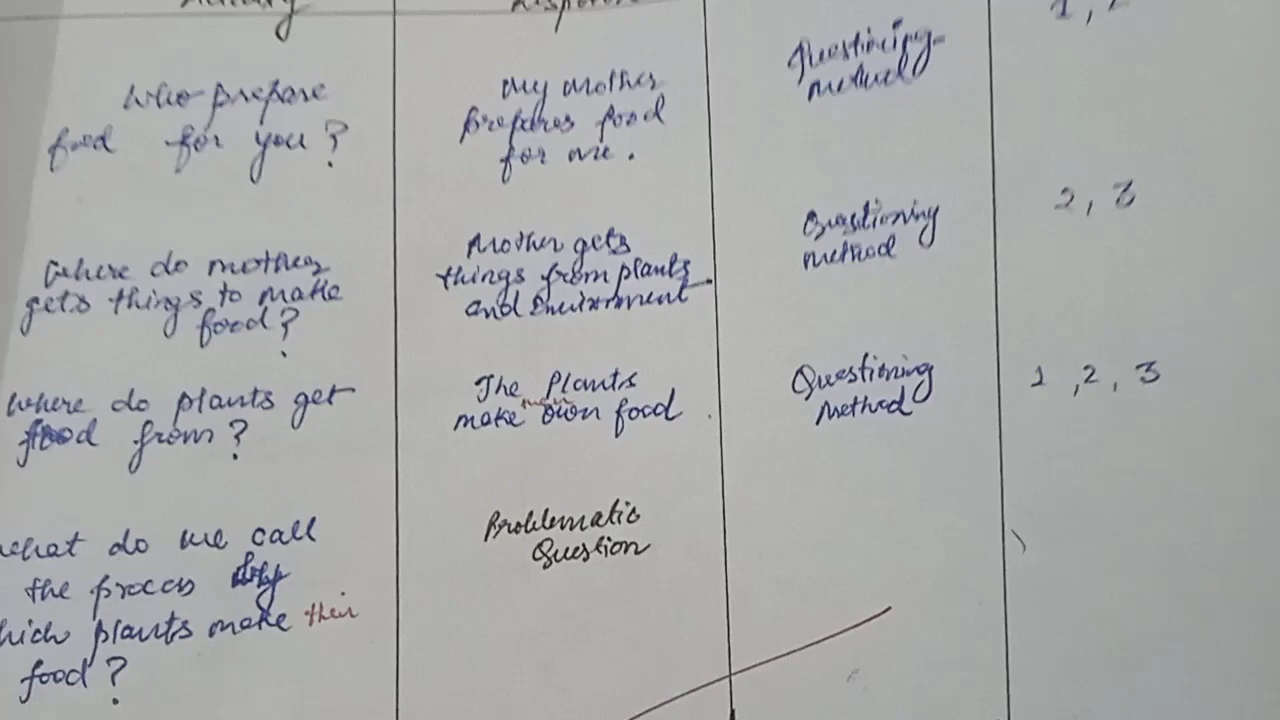 who prepare
food for you?
My mother
prepares food
for me.
Questioning
method
1,
where do mother
gets things to make
food?
Mother gets
things from plants
and Environment
Questioning
method
2, 3
where do plants get
food from?
The Plants
make their own food
Questioning
Method
1, 2, 3
what do we call
the process by
which plants make their
food?
Problematic
Question